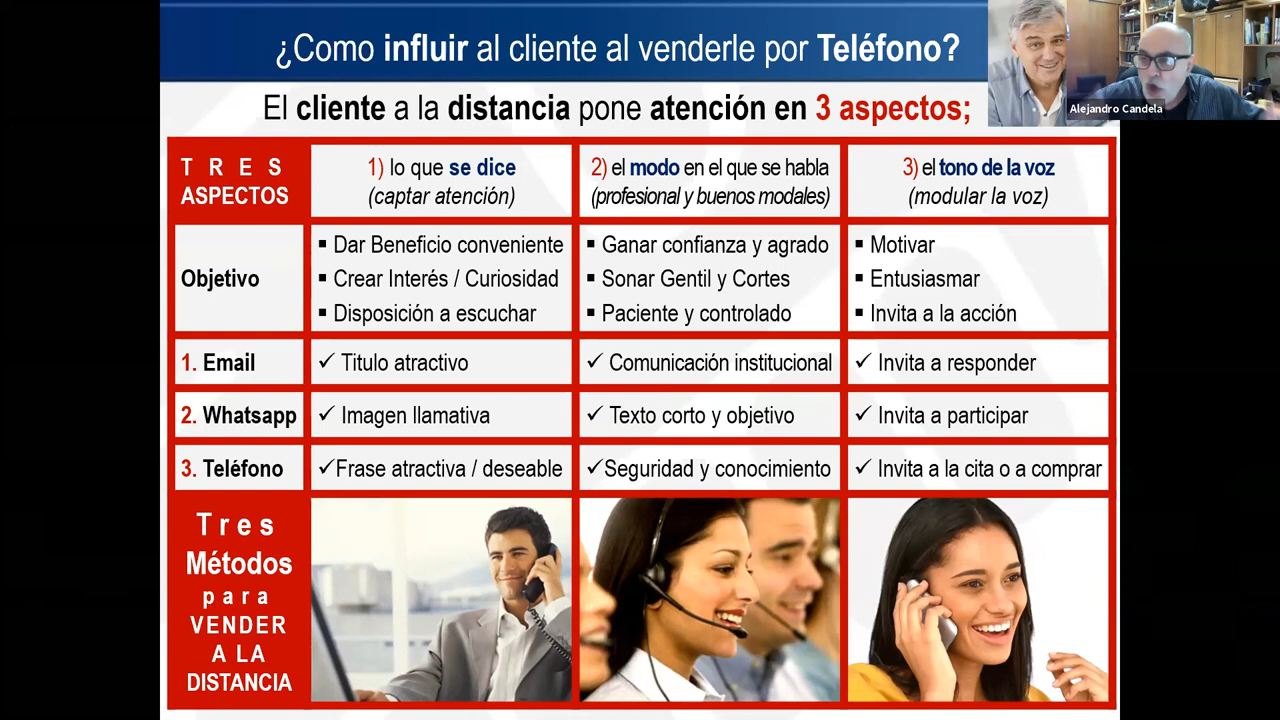 ¿Como influir al cliente al venderle por Teléfono?
Alejandro Candela
El cliente a la distancia pone atención en 3 aspectos;
T R E S
ASPECTOS
1) lo que se dice
(captar atención)
2) el modo en el que se habla
(profesional y buenos modales)
3) el tono de la voz
(modular la voz)
Objetivo
▪ Dar Beneficio conveniente
▪ Crear Interés / Curiosidad
▪ Disposición a escuchar
▪ Ganar confianza y agrado
▪ Sonar Gentil y Cortes
▪ Paciente y controlado
▪ Motivar
▪ Entusiasmar
▪ Invita a la acción
1. Email
✓ Titulo atractivo
✓ Comunicación institucional
✓ Invita a responder
2. Whatsapp
✓ Imagen llamativa
✓ Texto corto y objetivo
✓ Invita a participar
3. Teléfono
✓Frase atractiva / deseable
✓Seguridad y conocimiento
✓ Invita a la cita o a comprar
Tres
Métodos
para
VENDER
A LA
DISTANCIA